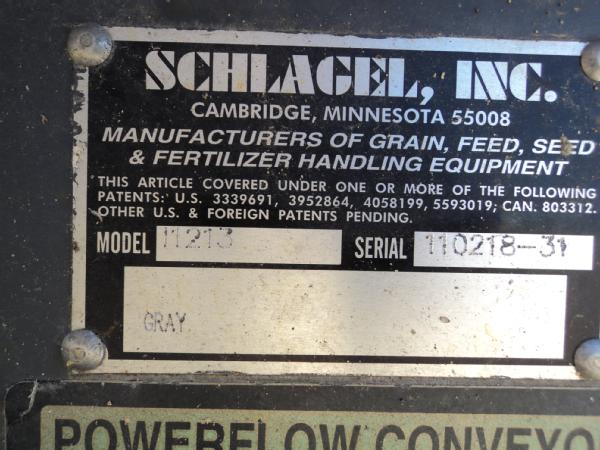 SCHLAGEL, INC.
CAMBRIDGE, MINNESOTA 55008
MANUFACTURERS OF GRAIN, FEED, SEED
& FERTILIZER HANDLING EQUIPMENT
THIS ARTICLE COVERED UNDER ONE OR MORE OF THE FOLLOWING
PATENTS: U.S. 3339691, 3952864, 4058199, 5593019; CAN. 803312.
OTHER U.S. & FOREIGN PATENTS PENDING.
MODEL 11213 SERIAL 110218-31
GRAY
POWERFLOW CONVEYO